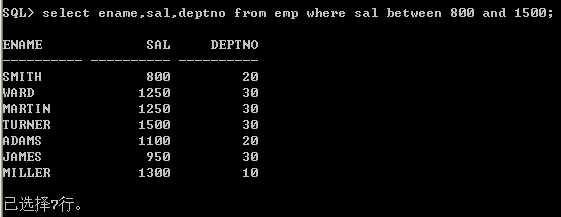 SQL> select ename,sal,deptno from emp where sal between 800 and 1500;
ENAME SAL DEPTNO
---------- ---------- ----------
SMITH 800 20
WARD 1250 30
MARTIN 1250 30
TURNER 1500 30
ADAMS 1100 20
JAMES 950 30
MILLER 1300 10
已选择7行。